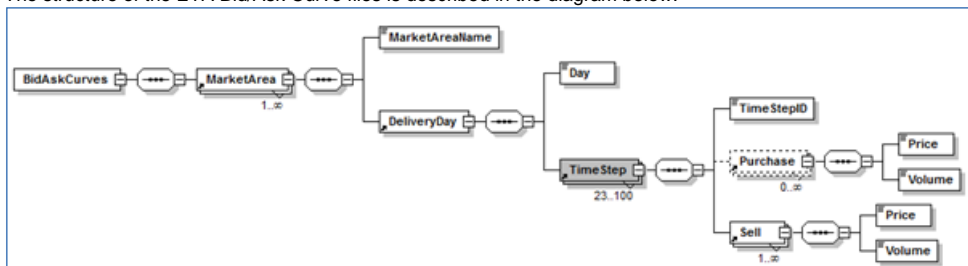 The structure of the ETR Bid/Ask Curve files is described in the diagram below:
MarketAreaName
BidAskCurves
MarketArea
1..∞
Day
DeliveryDay
TimeStepID
Price
Purchase
TimeStep
0..∞
Volume
23..100
Price
Sell
1..∞
Volume